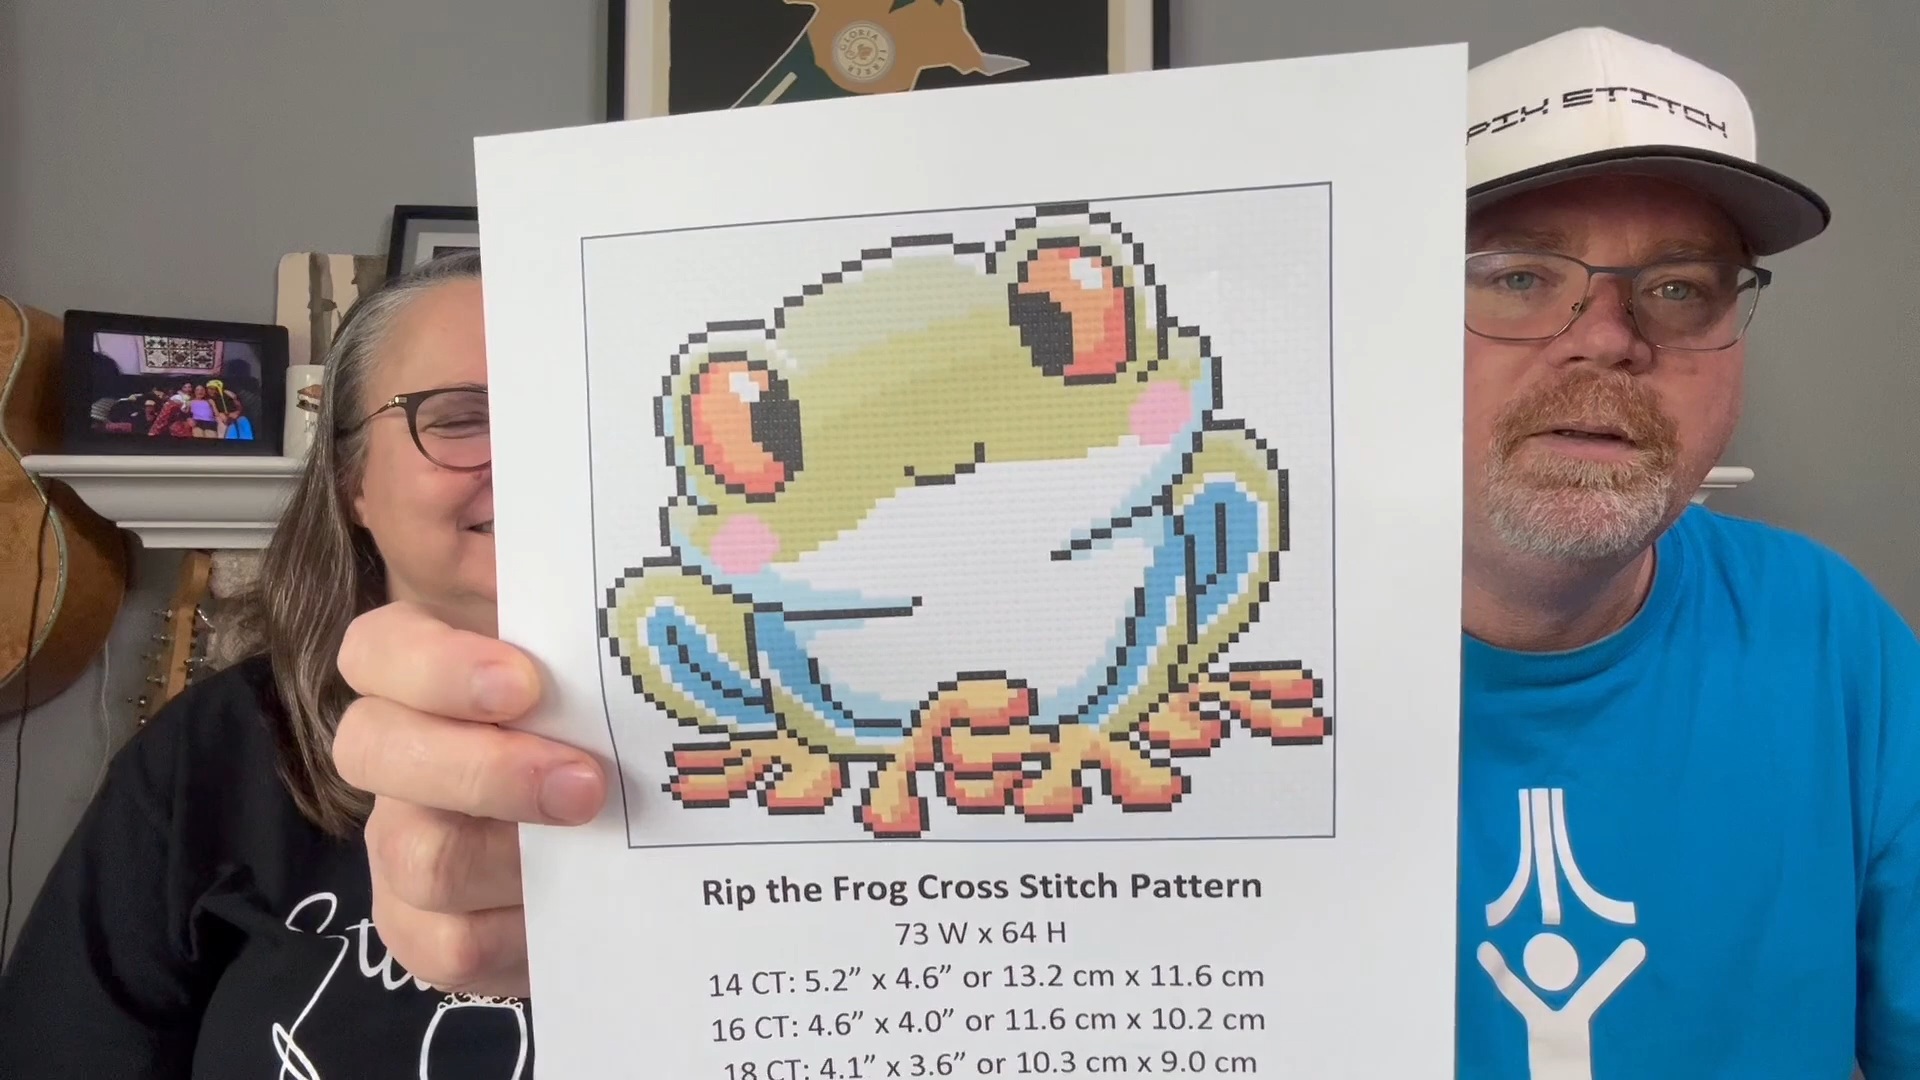 GLORIA FERRER
PIX STITCH
Rip the Frog Cross Stitch Pattern
73 W x 64 H
14 CT: 5.2” x 4.6” or 13.2 cm x 11.6 cm
16 CT: 4.6” x 4.0” or 11.6 cm x 10.2 cm
18 CT: 4.1” x 3.6” or 10.3 cm x 9.0 cm